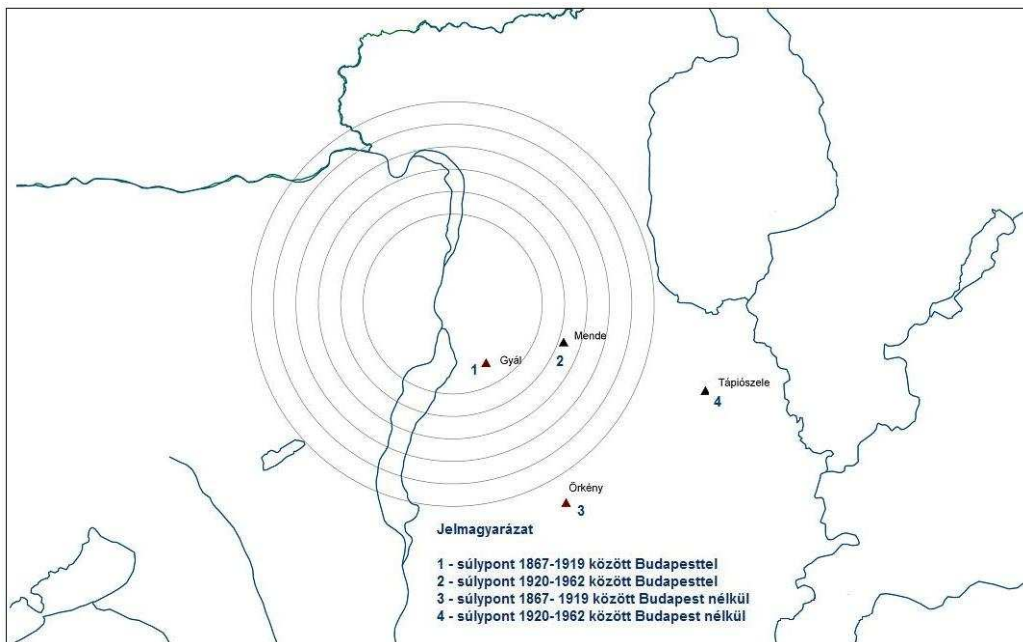 Mende
2
Gyál
1
Tápiószele
4
Örkény
3
Jelmagyarázat
1 - súlypont 1867-1919 között Budapesttel
2 - súlypont 1920-1962 között Budapesttel
3 - súlypont 1867- 1919 között Budapest nélkül
4 - súlypont 1920-1962 között Budapest nélkül